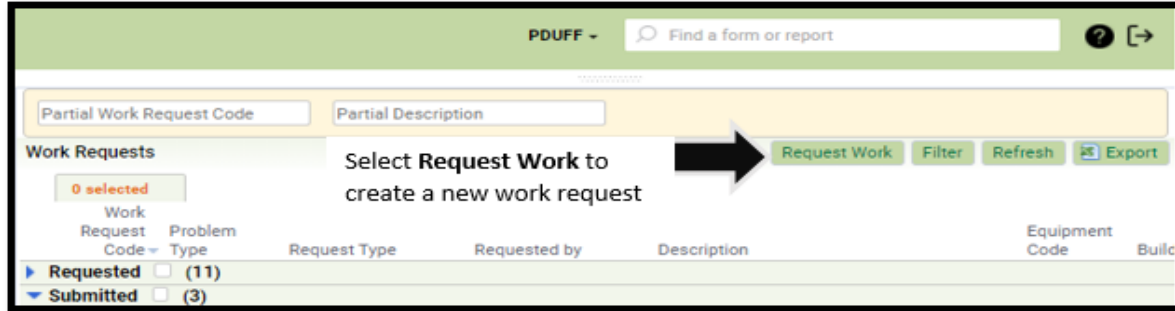 PDUFF
Find a form or report
Partial Work Request Code
Partial Description
Work Requests
Select Request Work to
create a new work request
Request Work
Filter
Refresh
Export
0 selected
Work
Request
Code
Problem
Type
Request Type
Requested by
Description
Equipment
Code
Build
Requested (11)
Submitted (3)